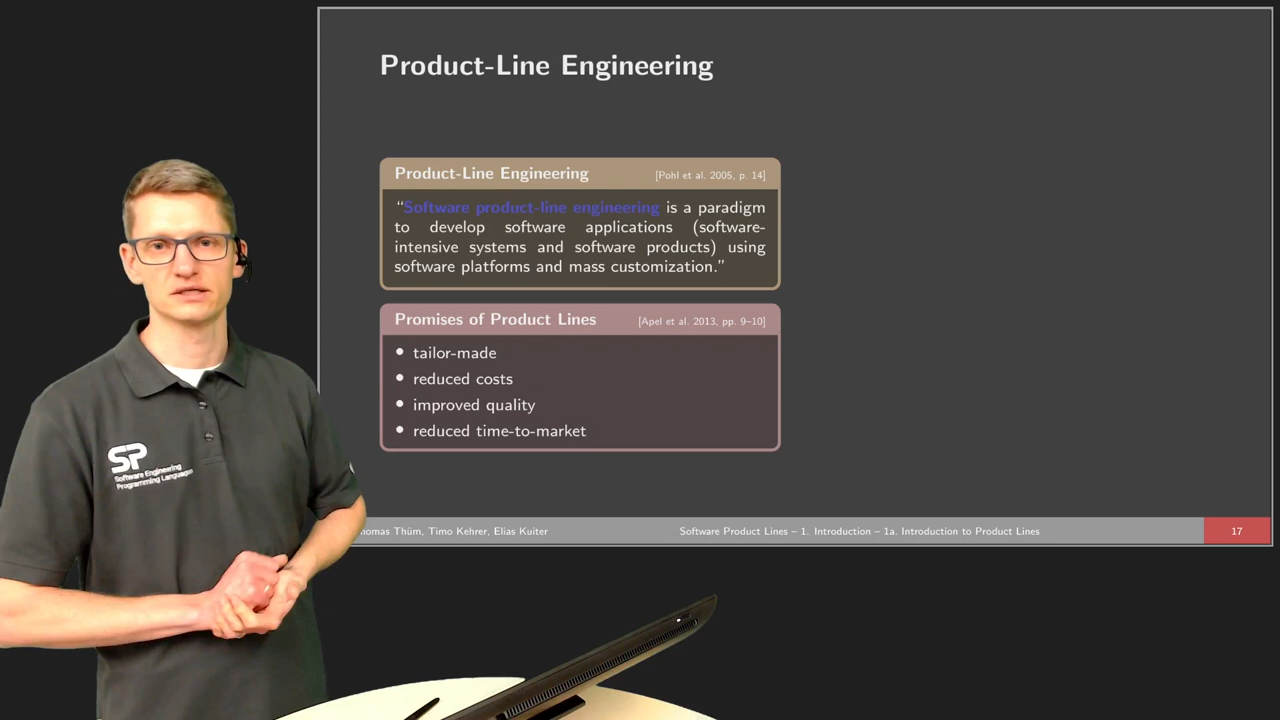 Product-Line Engineering
Product-Line Engineering [Pohl et al. 2005, p. 14]
“Software product-line engineering is a paradigm
to develop software applications (software-
intensive systems and software products) using
software platforms and mass customization.”
Promises of Product Lines [Apel et al. 2013, pp. 9–10]
• tailor-made
• reduced costs
• improved quality
• reduced time-to-market
SP
Software Engineering
Programming Languages
Thüm, Timo Kehrer, Elias Kuiter
Software Product Lines – 1. Introduction – 1a. Introduction to Product Lines
17